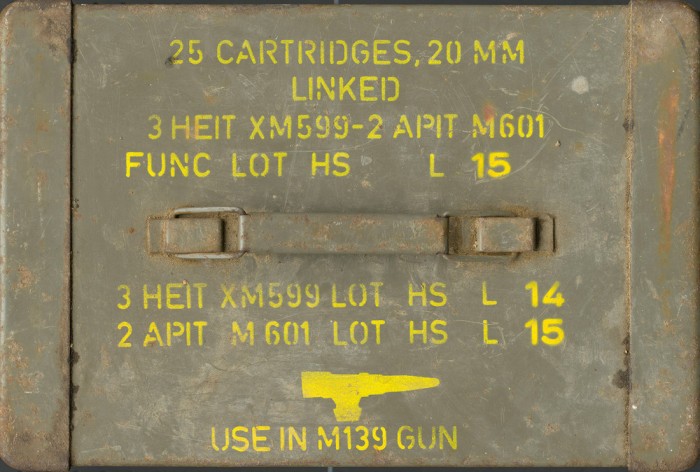 25 CARTRIDGES, 20 MM
LINKED
3 HEIT XM599-2 APIT M601
FUNC LOT HS L 15
3 HEIT XM599 LOT HS L 14
2 APIT M601 LOT HS L 15
USE IN M139 GUN